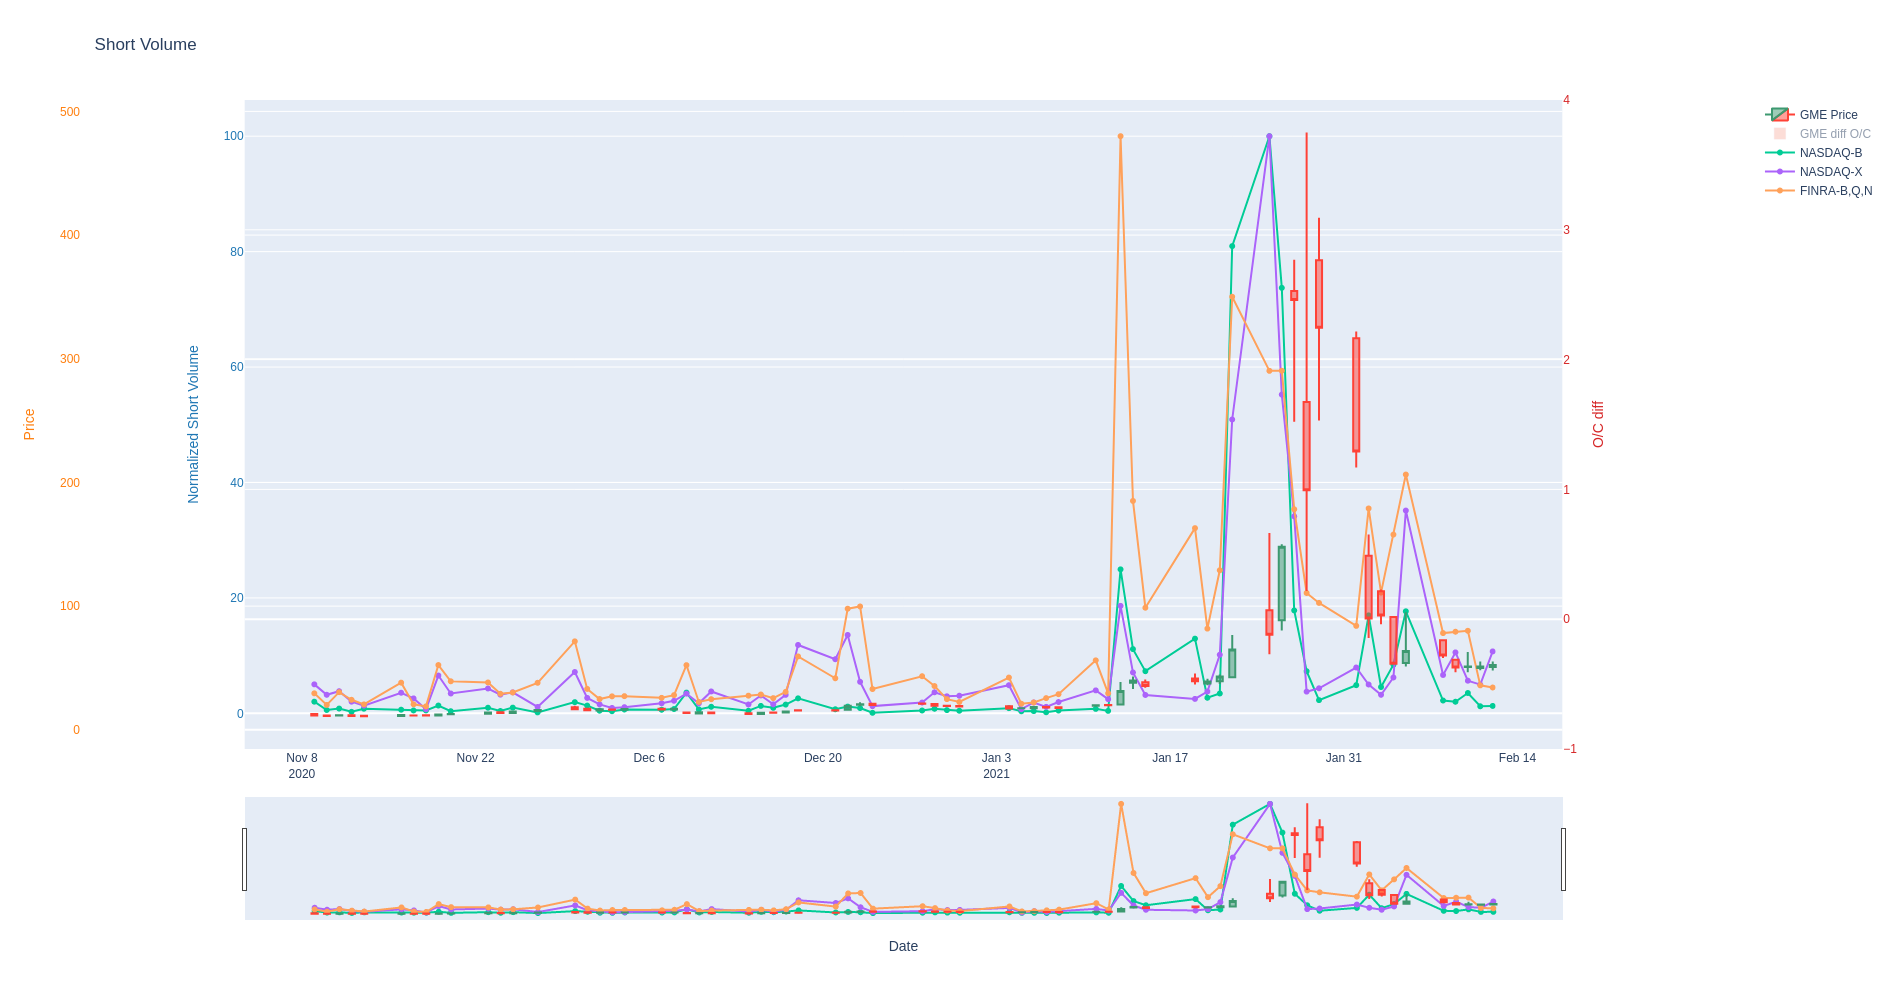 Short Volume
500
400
300
200
100
0
Price
100
80
60
40
20
0
Normalized Short Volume
4
3
2
1
0
−1
O/C diff
GME Price
GME diff O/C
NASDAQ-B
NASDAQ-X
FINRA-B,Q,N
Nov 8
2020
Nov 22
Dec 6
Dec 20
Jan 3
2021
Jan 17
Jan 31
Feb 14
Date